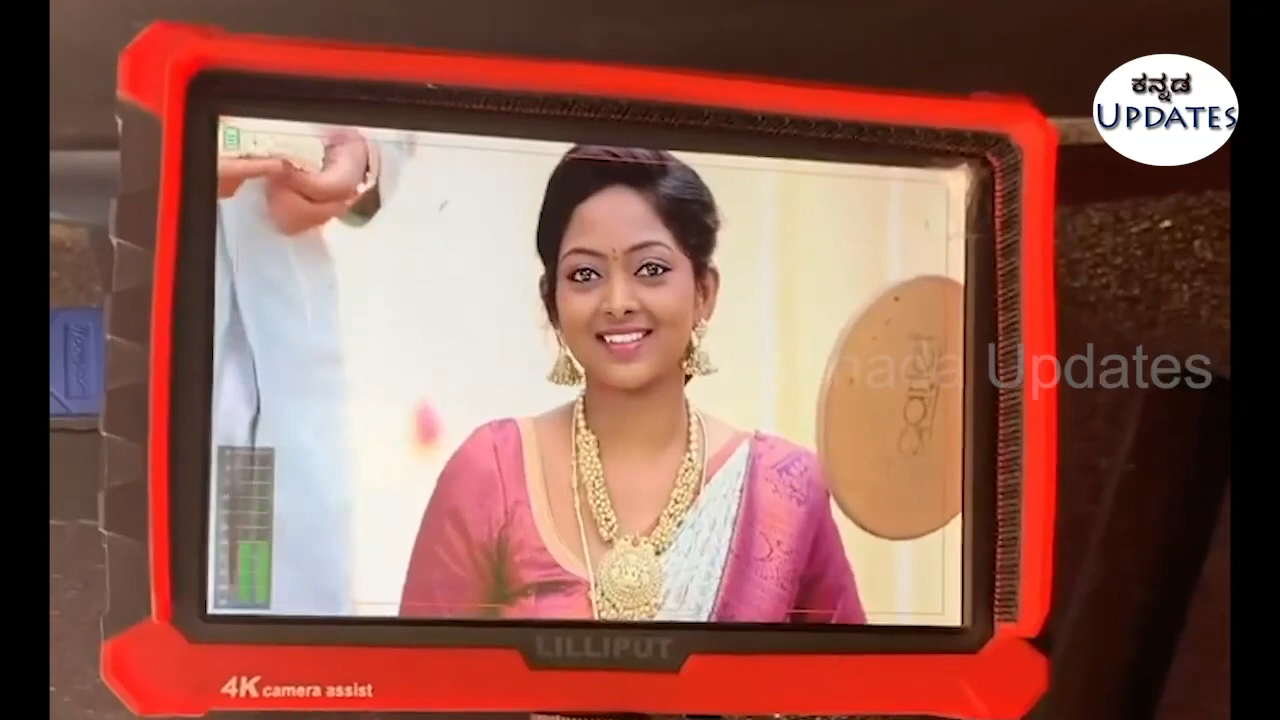 ಕನ್ನಡ
UPDATES
Updates
LILLIPUT
4K camera assist